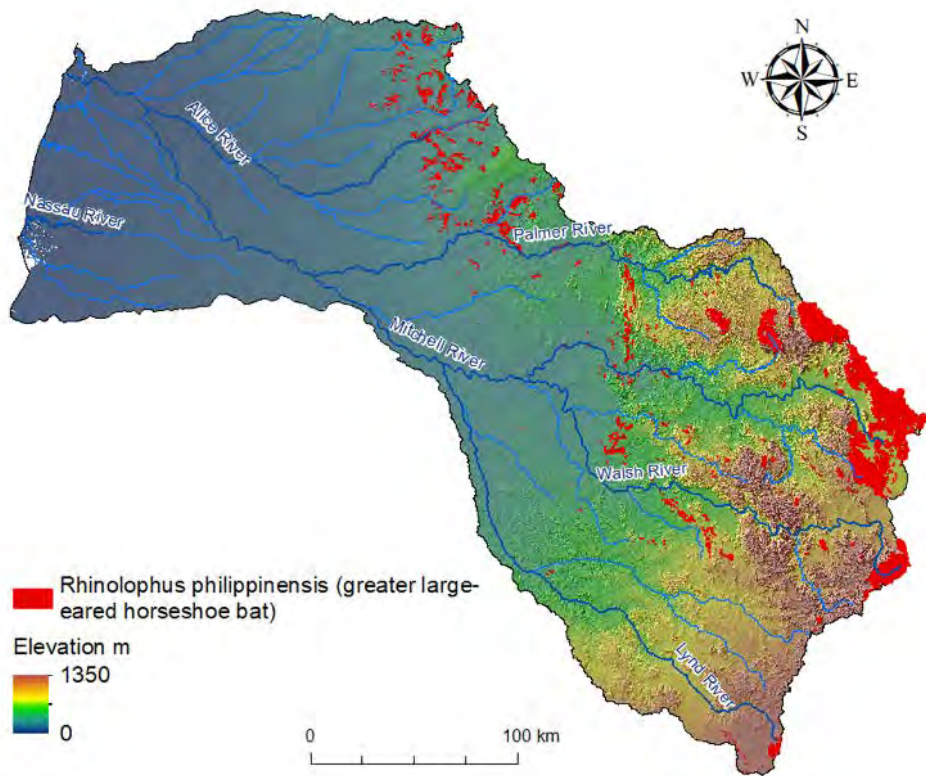 N
W E
S
Alice River
Nassau River
Palmer River
Mitchell River
Walsh River
Lynd River
Rhinolophus philippinensis (greater large-
eared horseshoe bat)
Elevation m
1350
0
0 100 km